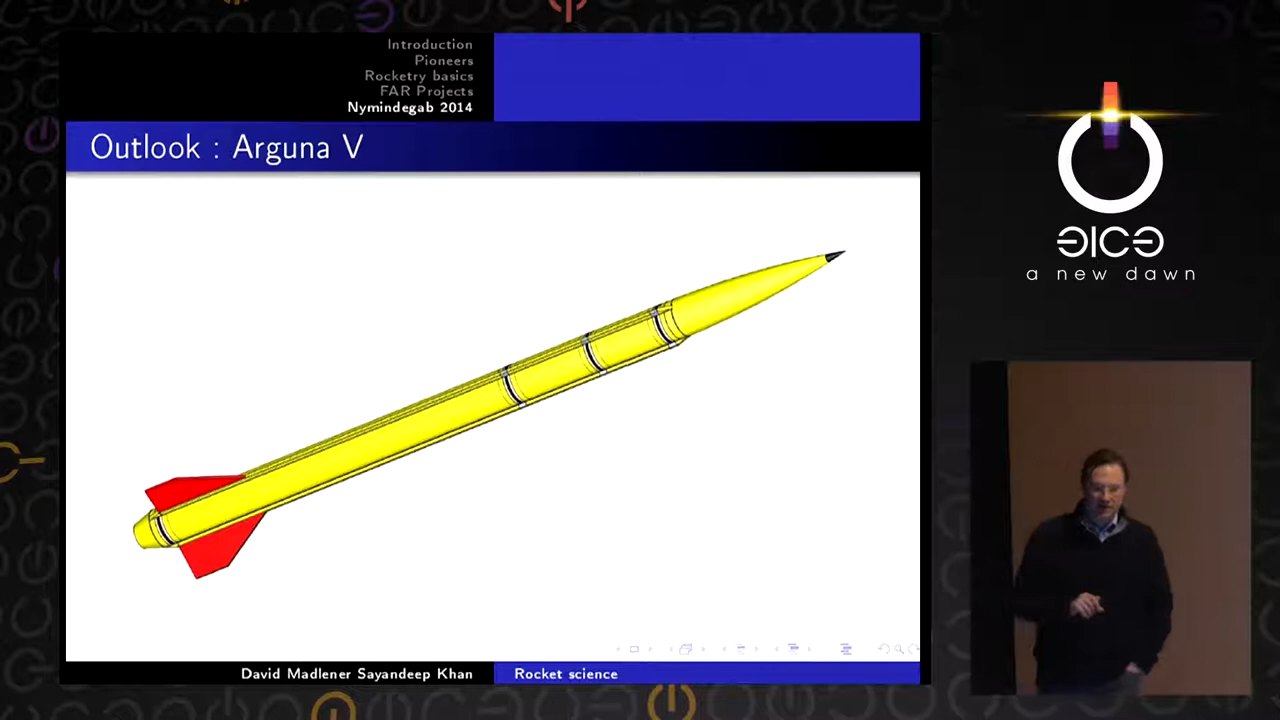 Introduction
Pioneers
Rocketry basics
FAR Projects
Nymindegab 2014
Outlook : Arguna V
David Madlener Sayandeep Khan
Rocket science
a new dawn